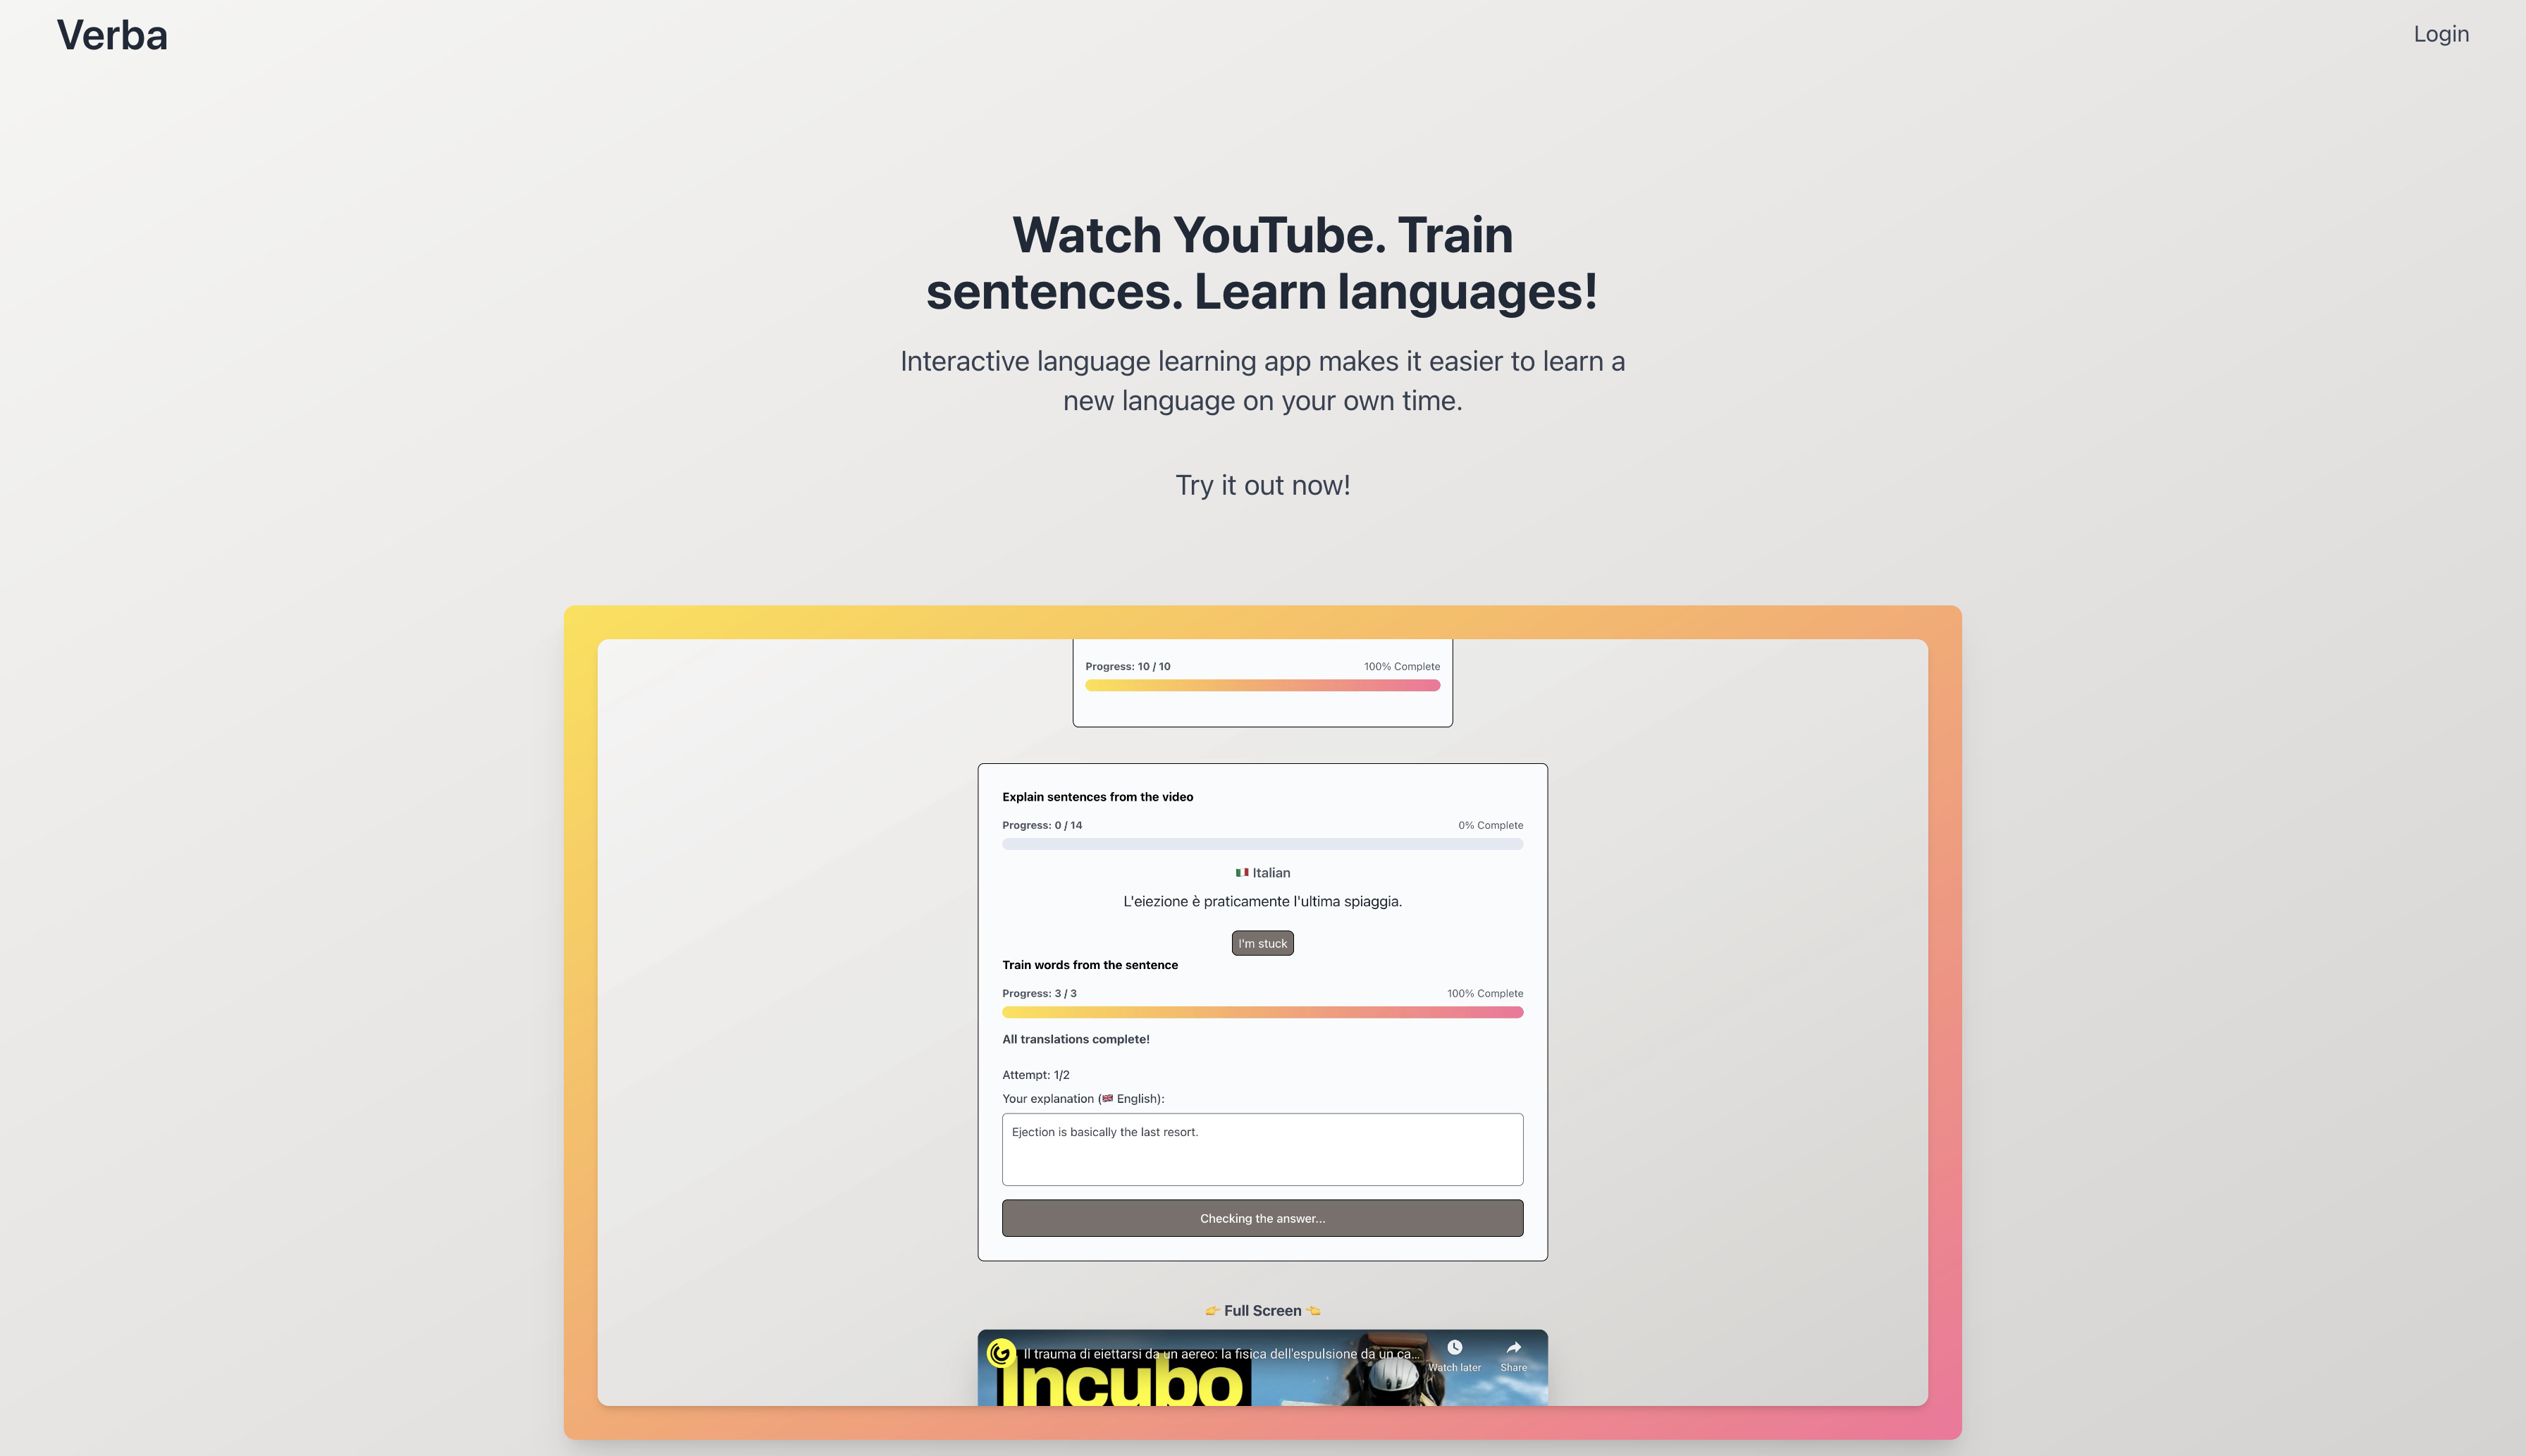 Verba
Login
Watch YouTube. Train
sentences. Learn languages!
Interactive language learning app makes it easier to learn a
new language on your own time.
Try it out now!
Progress: 10 / 10
100% Complete
Explain sentences from the video
Progress: 0 / 14
0% Complete
🇮🇹 Italian
L'eiezione è praticamente l'ultima spiaggia.
I'm stuck
Train words from the sentence
Progress: 3 / 3
100% Complete
All translations complete!
Attempt: 1/2
Your explanation (🇬🇧 English):
Ejection is basically the last resort.
Checking the answer...
👉 Full Screen 👈
Il trauma di eiettarsi da un aereo: la fisica dell'espulsione da un ca...
Watch later
Share
Incubo